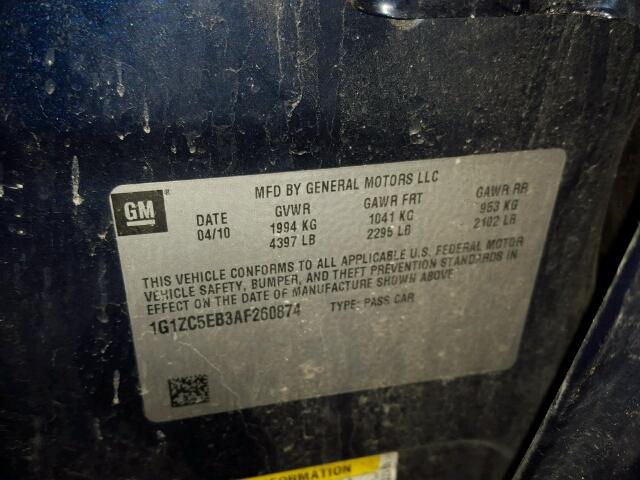 GM
MFD BY GENERAL MOTORS LLC
DATE GVWR GAWR FRT GAWR RR
04/10 1994 KG 1041 KG 953 KG
4397 LB 2295 LB 2102 LB
THIS VEHICLE CONFORMS TO ALL APPLICABLE U.S. FEDERAL MOTOR
VEHICLE SAFETY, BUMPER, AND THEFT PREVENTION STANDARDS IN
EFFECT ON THE DATE OF MANUFACTURE SHOWN ABOVE
1G1ZC5EB3AF260874 TYPE: PASS CAR